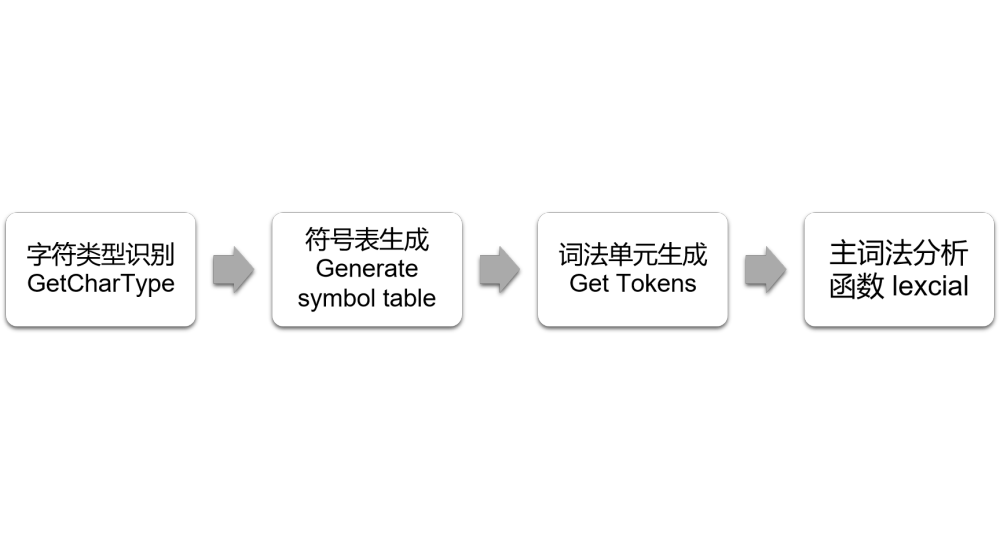 字符类型识别
GetCharType
符号表生成
Generate
symbol table
词法单元生成
Get Tokens
主词法分析
函数 lexcial